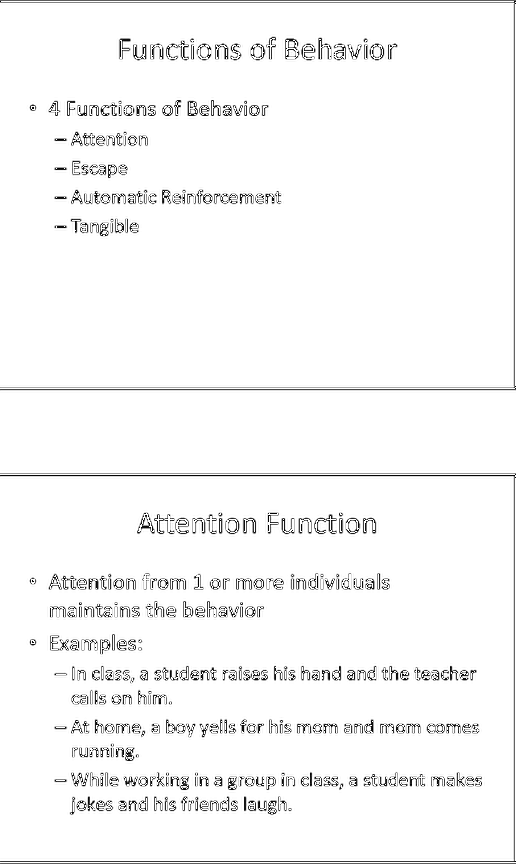 Functions of Behavior
• 4 Functions of Behavior
– Attention
– Escape
– Automatic Reinforcement
– Tangible
Attention Function
• Attention from 1 or more individuals
maintains the behavior
• Examples:
– In class, a student raises his hand and the teacher
calls on him.
– At home, a boy yells for his mom and mom comes
running.
– While working in a group in class, a student makes
jokes and his friends laugh.